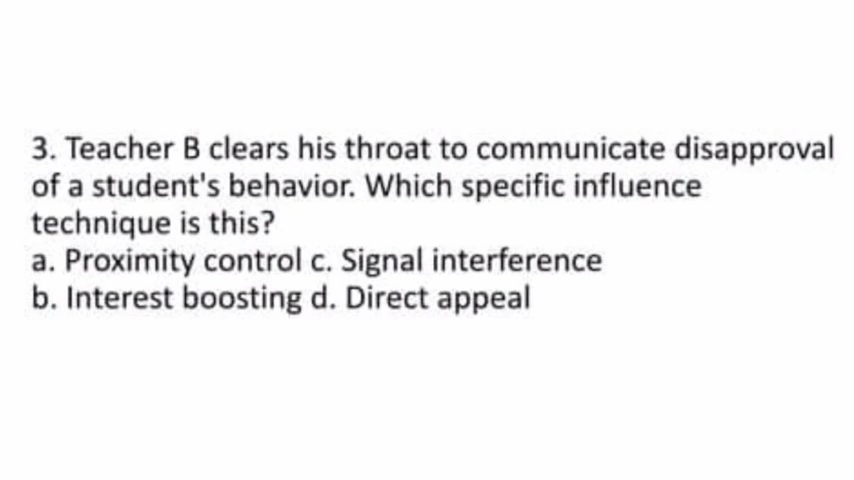 3. Teacher B clears his throat to communicate disapproval
of a student's behavior. Which specific influence
technique is this?
a. Proximity control c. Signal interference
b. Interest boosting d. Direct appeal